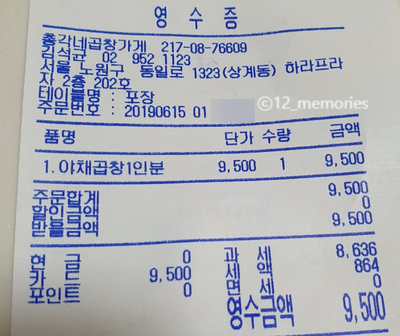 영 수 증
총각네곱창가게 217-08-76609
김석균 02 952 1123
서울 노원구 동일로 1323(상계동) 하라프라
자 2층 202호
테이블명 : 포장
주문번호 : 20190615 01
©12_memories
품명 단가 수량 금액
1.야채곱창1인분 9,500 1 9,500
주문합계 9,500
할인금액 0
받을금액 9,500
현 금 0 과 세 8,636
카 드 9,500 세 액 864
포인트 0 면 세 0
영수금액 9,500